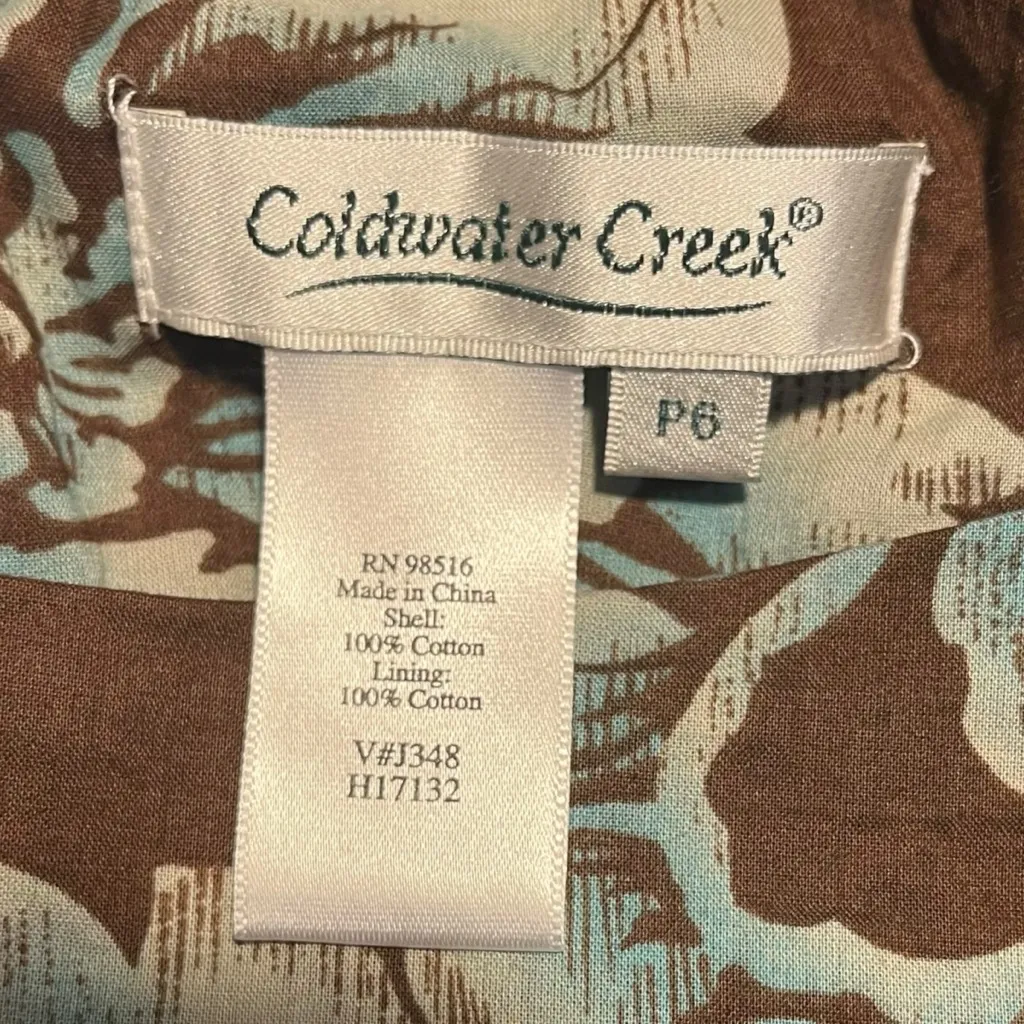 Coldwater Creek®
P6
RN 98516
Made in China
Shell:
100% Cotton
Lining:
100% Cotton
V#J348
H17132